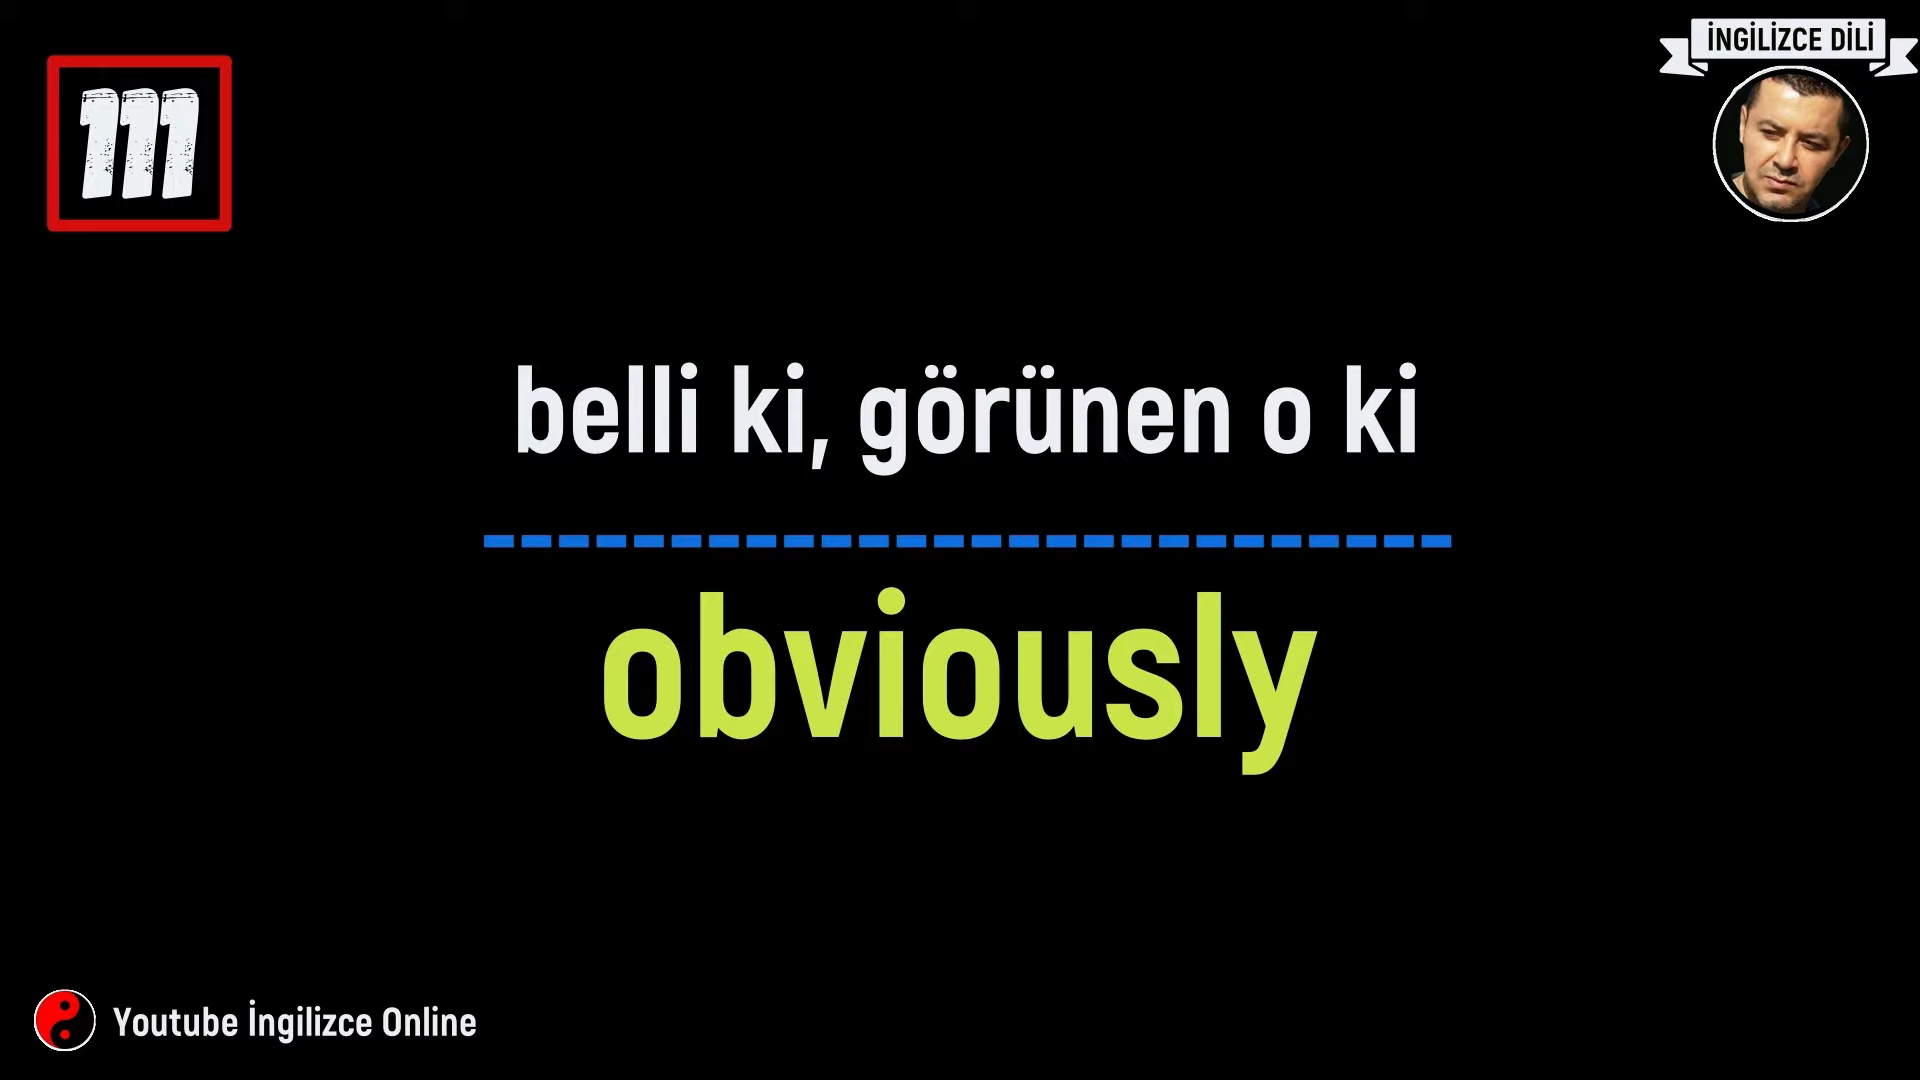 111
İNGİLİZCE DİLİ
belli ki, görünen o ki
obviously
Youtube İngilizce Online